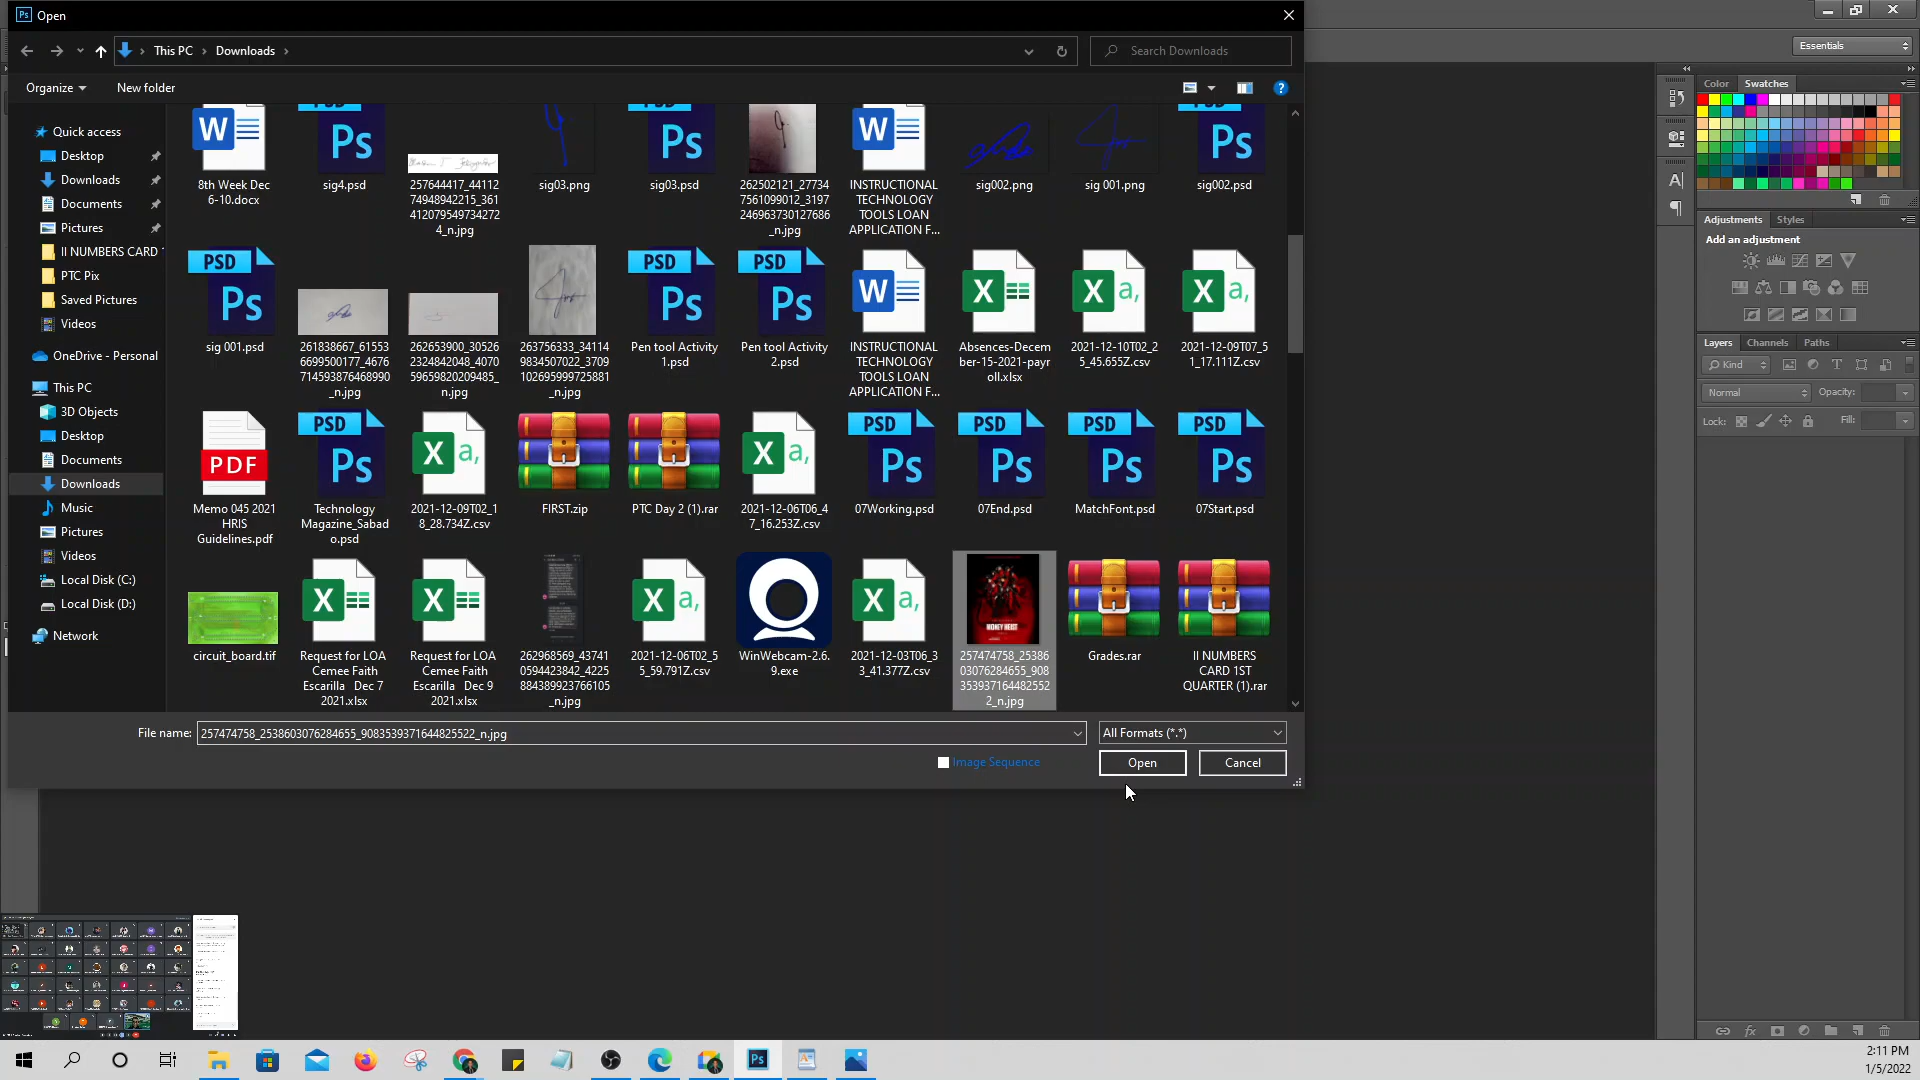 Ps Open
This PC Downloads
Search Downloads
Organize New folder
Quick access
Desktop
Downloads
Documents
Pictures
II NUMBERS CARD
PTC Pix
Saved Pictures
Videos
OneDrive - Personal
This PC
3D Objects
Desktop
Documents
Downloads
Music
Pictures
Videos
Local Disk (C:)
Local Disk (D:)
Network
8th Week Dec
6-10.docx
sig4.psd
257644417_44112
74948942215_361
41207954973427
4_n.jpg
sig03.png
sig03.psd
262502121_27734
7561099012_3197
246963730127686
_n.jpg
INSTRUCTIONAL
TECHNOLOGY
TOOLS LOAN
APPLICATION F...
sig002.png
sig 001.png
sig002.psd
sig 001.psd
261838667_61553
6699500177_4676
714593876468990
_n.jpg
262653900_30526
2324842048_4070
59659820209485_
n.jpg
263756333_34114
9834507022_3709
102695999725881
_n.jpg
Pen tool Activity
1.psd
Pen tool Activity
2.psd
INSTRUCTIONAL
TECHNOLOGY
TOOLS LOAN
APPLICATION F...
Absences-Decem
ber-15-2021-payr
oll.xlsx
2021-12-10T02_2
5_45.655Z.csv
2021-12-09T07_5
1_17.111Z.csv
Memo 045 2021
HRIS
Guidelines.pdf
Technology
Magazine_Sabad
o.psd
2021-12-09T02_1
8_28.734Z.csv
FIRST.zip
PTC Day 2 (1).rar
2021-12-06T06_4
7_16.253Z.csv
07Working.psd
07End.psd
MatchFont.psd
07Start.psd
circuit_board.tif
Request for LOA
Cemee Faith
Escarilla Dec 7
2021.xlsx
Request for LOA
Cemee Faith
Escarilla Dec 9
2021.xlsx
262968569_43741
0594423842_4225
884389923766105
_n.jpg
2021-12-06T02_5
5_59.791Z.csv
WinWebcam-2.6.
9.exe
2021-12-03T06_3
3_41.377Z.csv
MONEY HEIST
257474758_25386
03076284655_908
353937164482552
2_n.jpg
Grades.rar
II NUMBERS
CARD 1ST
QUARTER (1).rar
File name: 257474758_2538603076284655_9083539371644825522_n.jpg
All Formats (*.*)
Image Sequence
Open Cancel
Essentials
Color Swatches
Adjustments Styles
Add an adjustment
Layers Channels Paths
Kind
Normal Opacity:
Lock: Fill:
2:11 PM
1/5/2022